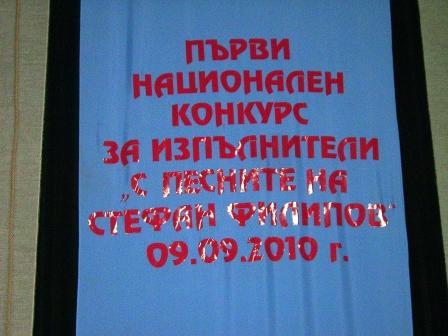 ПЪРВИ
НАЦИОНАЛЕН
КОНКУРС
ЗА ИЗПЪЛНИТЕЛИ
„С ПЕСНИТЕ НА
СТЕФАН ФИЛИПОВ“
09.09.2010 г.